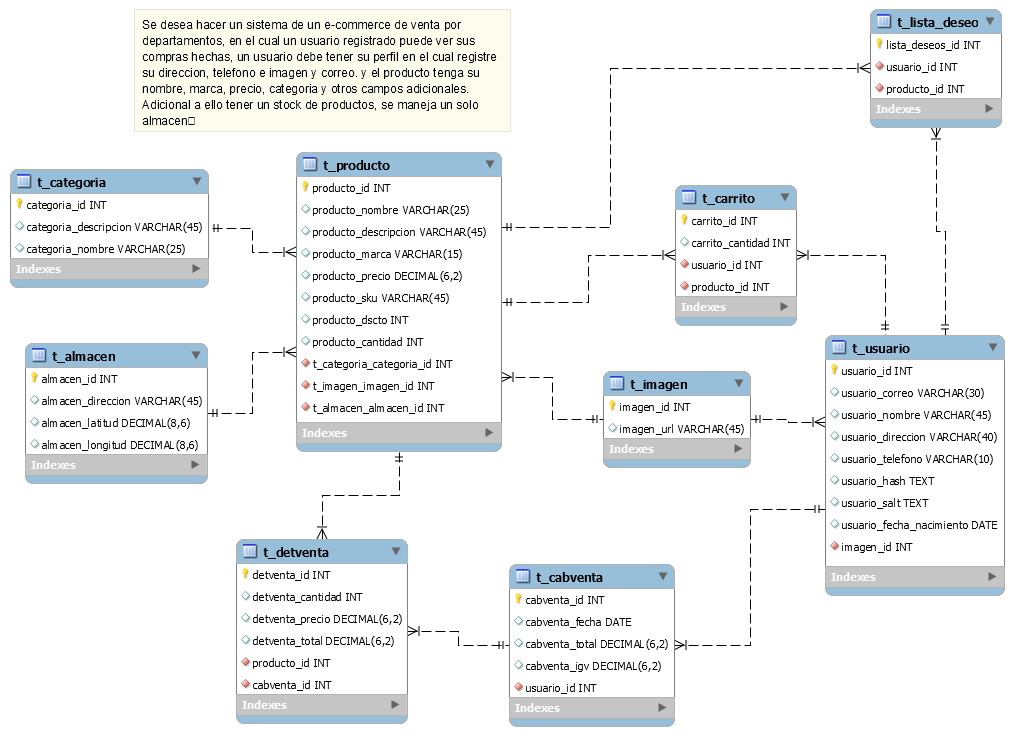 Se desea hacer un sistema de un e-commerce de venta por
departamentos, en el cual un usuario registrado puede ver sus
compras hechas, un usuario debe tener su perfil en el cual registre
su direccion, telefono e imagen y correo. y el producto tenga su
nombre, marca, precio, categoria y otros campos adicionales.
Adicional a ello tener un stock de productos, se maneja un solo
almacen
t_lista_deseo
lista_deseos_id INT
usuario_id INT
producto_id INT
Indexes
t_categoria
categoria_id INT
categoria_descripcion VARCHAR(45)
categoria_nombre VARCHAR(25)
Indexes
t_producto
producto_id INT
producto_nombre VARCHAR(25)
producto_descripcion VARCHAR(45)
producto_marca VARCHAR(15)
producto_precio DECIMAL(6,2)
producto_sku VARCHAR(45)
producto_dscto INT
producto_cantidad INT
t_categoria_categoria_id INT
t_imagen_imagen_id INT
t_almacen_almacen_id INT
Indexes
t_carrito
carrito_id INT
carrito_cantidad INT
usuario_id INT
producto_id INT
Indexes
t_almacen
almacen_id INT
almacen_direccion VARCHAR(45)
almacen_latitud DECIMAL(8,6)
almacen_longitud DECIMAL(8,6)
Indexes
t_imagen
imagen_id INT
imagen_url VARCHAR(45)
Indexes
t_usuario
usuario_id INT
usuario_correo VARCHAR(30)
usuario_nombre VARCHAR(45)
usuario_direccion VARCHAR(40)
usuario_telefono VARCHAR(10)
usuario_hash TEXT
usuario_salt TEXT
usuario_fecha_nacimiento DATE
imagen_id INT
Indexes
t_detventa
detventa_id INT
detventa_cantidad INT
detventa_precio DECIMAL(6,2)
detventa_total DECIMAL(6,2)
producto_id INT
cabventa_id INT
Indexes
t_cabventa
cabventa_id INT
cabventa_fecha DATE
cabventa_total DECIMAL(6,2)
cabventa_igv DECIMAL(6,2)
usuario_id INT
Indexes